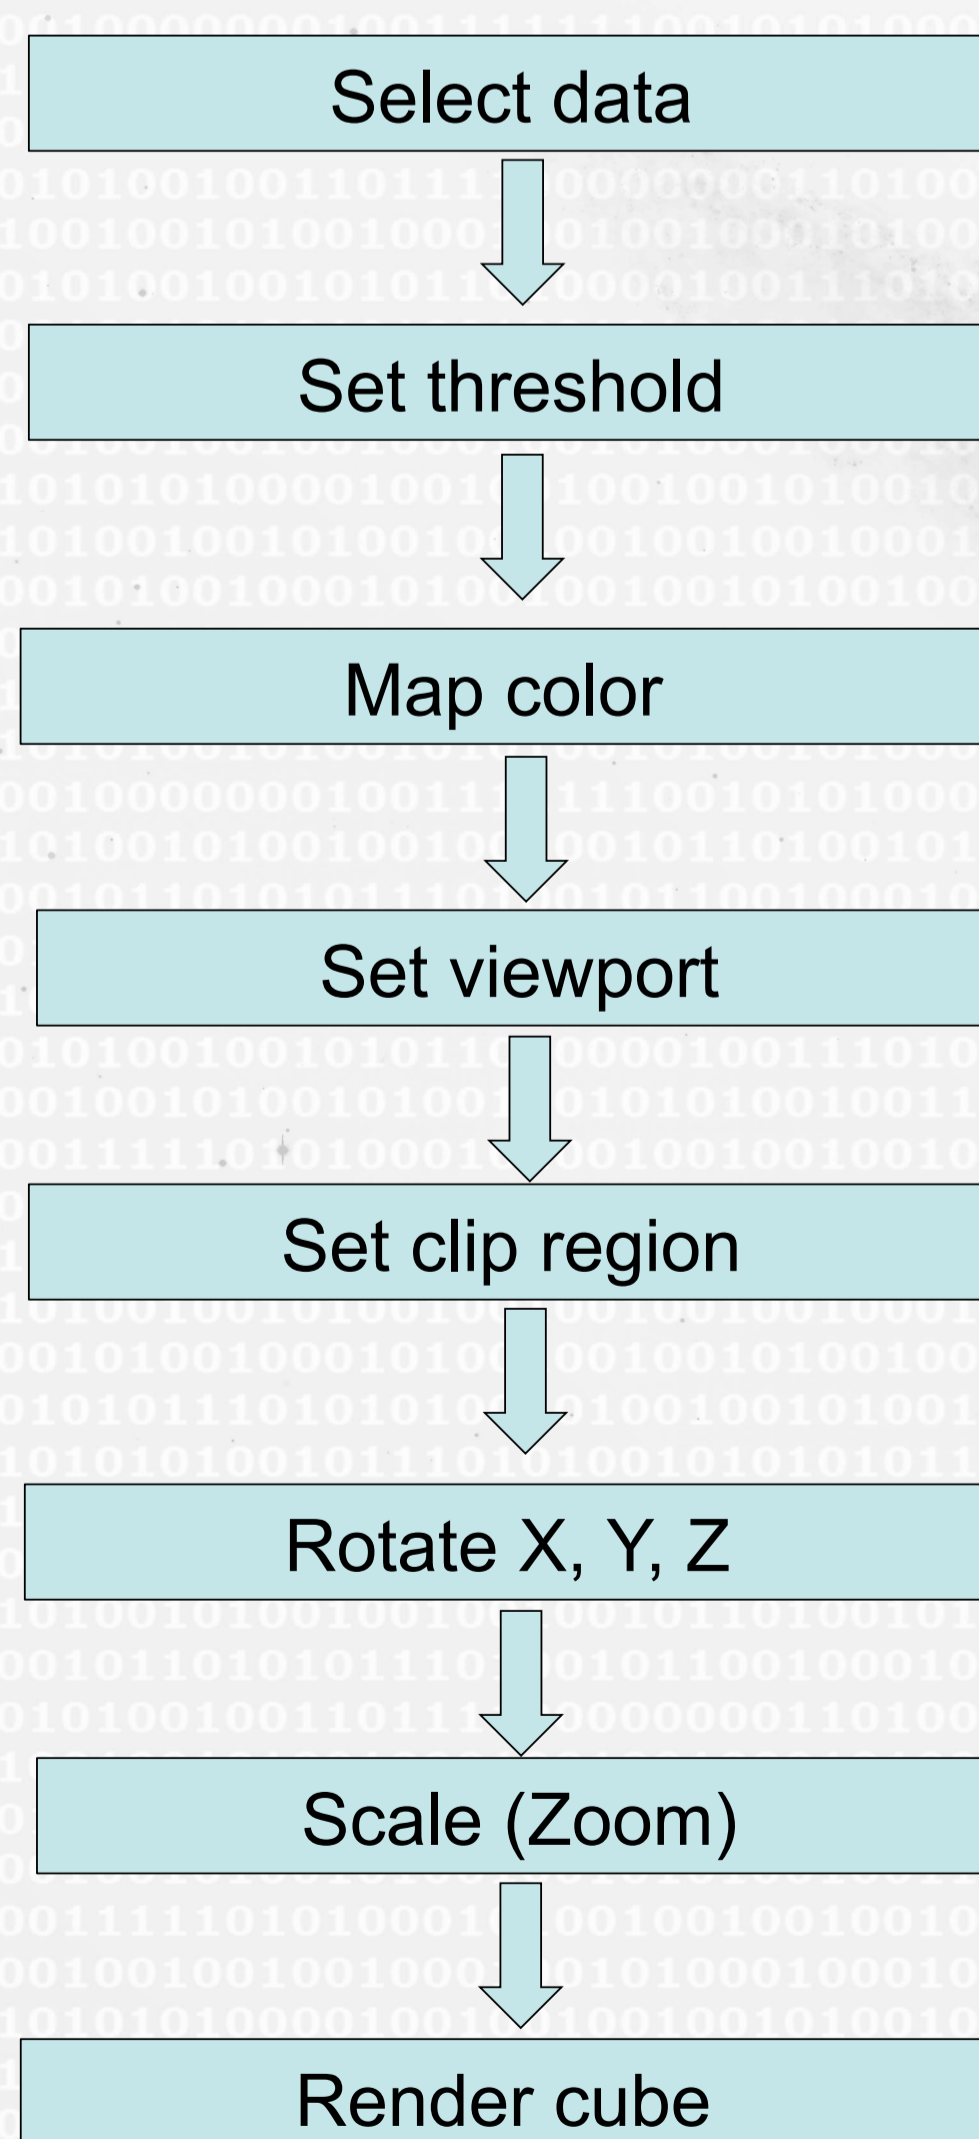 Select data
Set threshold
Map color
Set viewport
Set clip region
Rotate X, Y, Z
Scale (Zoom)
Render cube